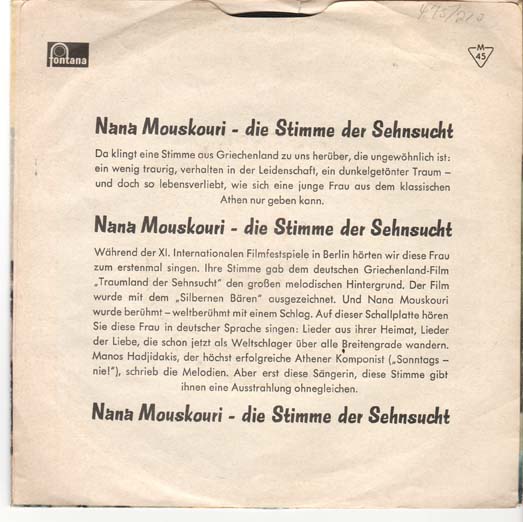 fontana
M
45
Nana Mouskouri - die Stimme der Sehnsucht
Da klingt eine Stimme aus Griechenland zu uns herüber, die ungewöhnlich ist:
ein wenig traurig, verhalten in der Leidenschaft, ein dunkelgetönter Traum –
und doch so lebensverliebt, wie sich eine junge Frau aus dem klassischen
Athen nur geben kann.
Nana Mouskouri - die Stimme der Sehnsucht
Während der XI. Internationalen Filmfestspiele in Berlin hörten wir diese Frau
zum erstenmal singen. Ihre Stimme gab dem deutschen Griechenland-Film
„Traumland der Sehnsucht" den großen melodischen Hintergrund. Der Film
wurde mit dem „Silbernen Bären" ausgezeichnet. Und Nana Mouskouri
wurde berühmt – weltberühmt mit einem Schlag. Auf dieser Schallplatte hören
Sie diese Frau in deutscher Sprache singen: Lieder aus ihrer Heimat, Lieder
der Liebe, die schon jetzt als Weltschlager über alle Breitengrade wandern.
Manos Hadjidakis, der höchst erfolgreiche Athener Komponist („Sonntags -
nie!"), schrieb die Melodien. Aber erst diese Sängerin, diese Stimme gibt
ihnen eine Ausstrahlung ohnegleichen.
Nana Mouskouri - die Stimme der Sehnsucht